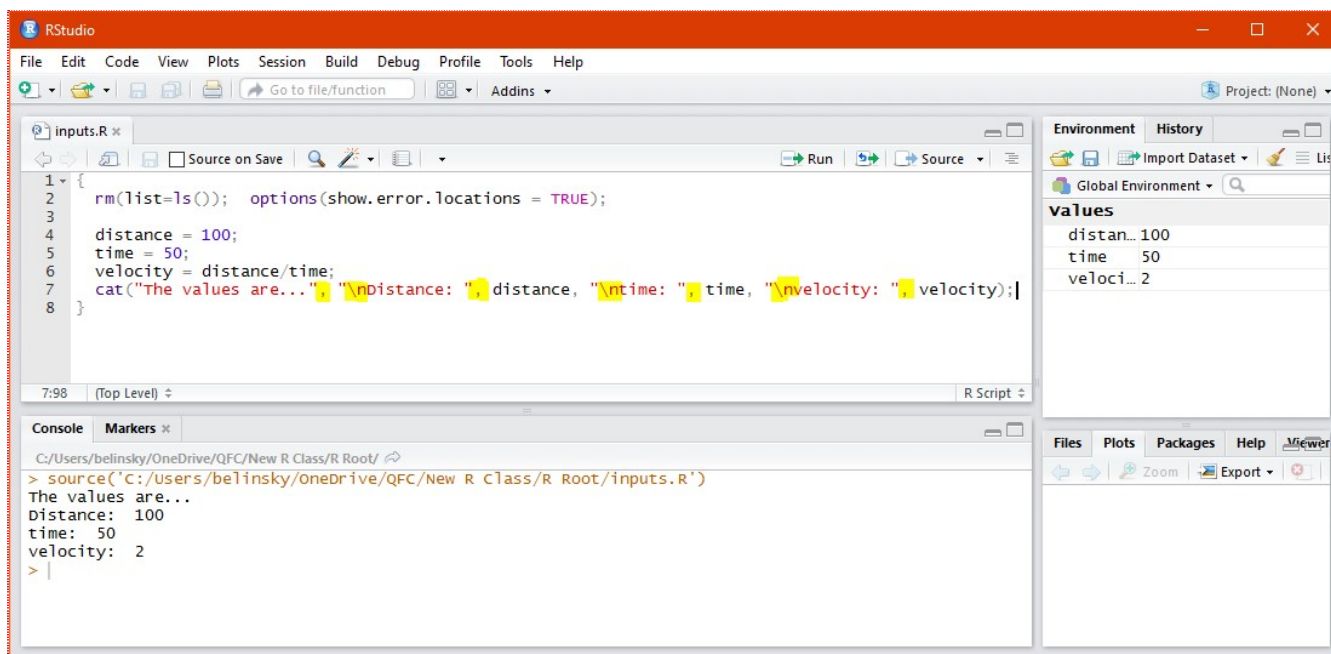 RStudio
File Edit Code View Plots Session Build Debug Profile Tools Help
Go to file/function Addins Project: (None)
inputs.R
Source on Save Run Source
1 {
2 rm(list=ls()); options(show.error.locations = TRUE);
3
4 distance = 100;
5 time = 50;
6 velocity = distance/time;
7 cat("The values are...", "\nDistance: ", distance, "\ntime: ", time, "\nvelocity: ", velocity);
8 }
7:98 (Top Level) R Script
Console Markers
C:/Users/belinsky/OneDrive/QFC/New R Class/R Root/
> source('C:/Users/belinsky/OneDrive/QFC/New R Class/R Root/inputs.R')
The values are...
Distance:  100
time:  50
velocity:  2
>
Environment History
Import Dataset Lis
Global Environment
Values
distan… 100
time 50
veloci… 2
Files Plots Packages Help Viewer
Zoom Export